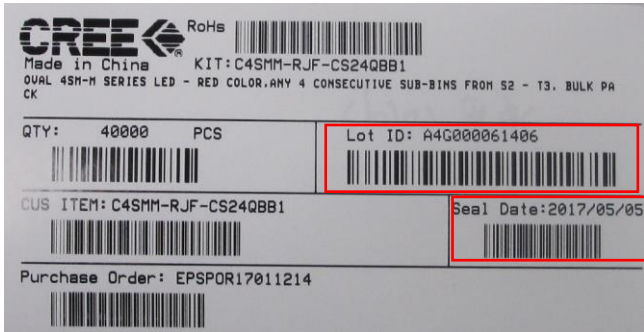 CREE RoHS
Made in China KIT:C4SMM-RJF-CS24QBB1
OVAL 4SM-M SERIES LED - RED COLOR.ANY 4 CONSECUTIVE SUB-BINS FROM S2 - T3. BULK PA
CK
QTY: 40000 PCS
Lot ID: A4G000061406
CUS ITEM:C4SMM-RJF-CS24QBB1
Seal Date:2017/05/05
Purchase Order: EPSPOR17011214